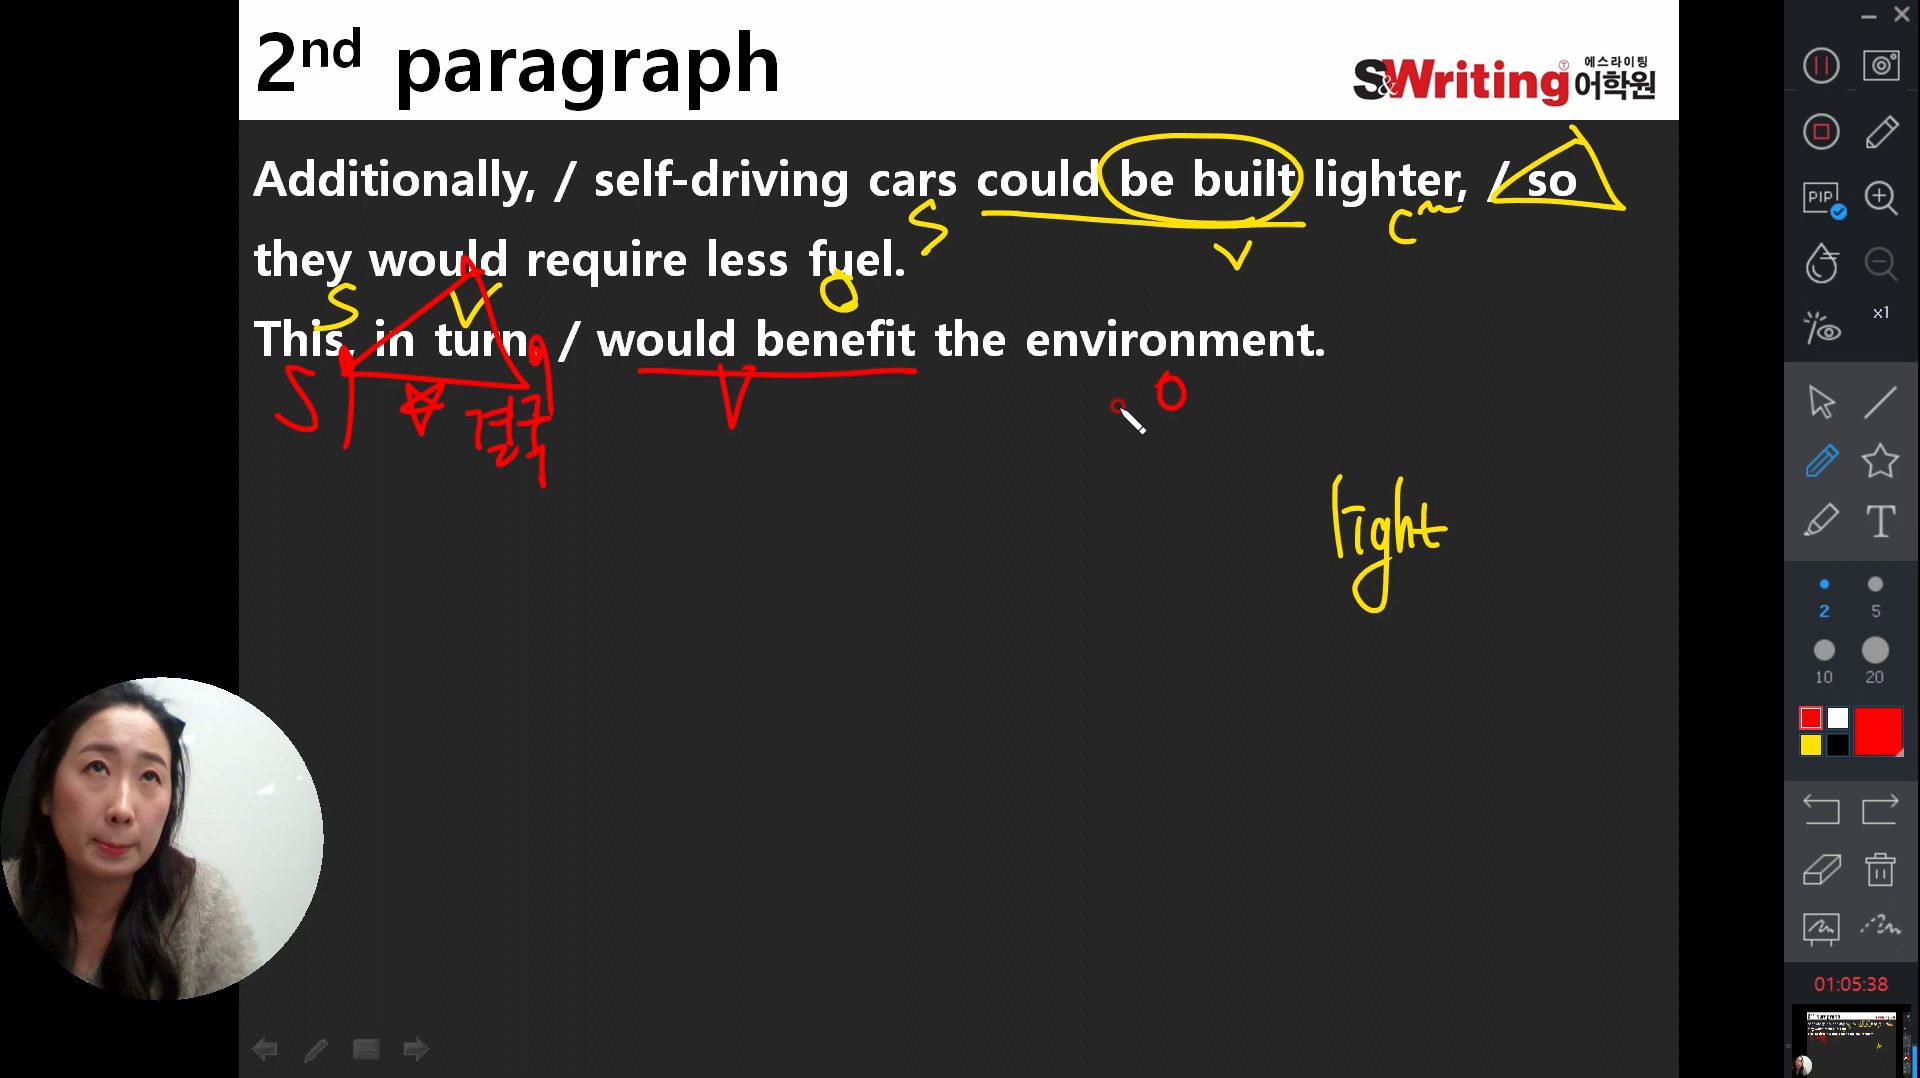 2nd paragraph
S&Writing 에스라이팅 어학원
Additionally, / self-driving cars could be built lighter, / so
S V C
they would require less fuel.
S V O
This, in turn, / would benefit the environment.
S 결국 V O
light
PIP
x1
T
2 5
10 20
01:05:38